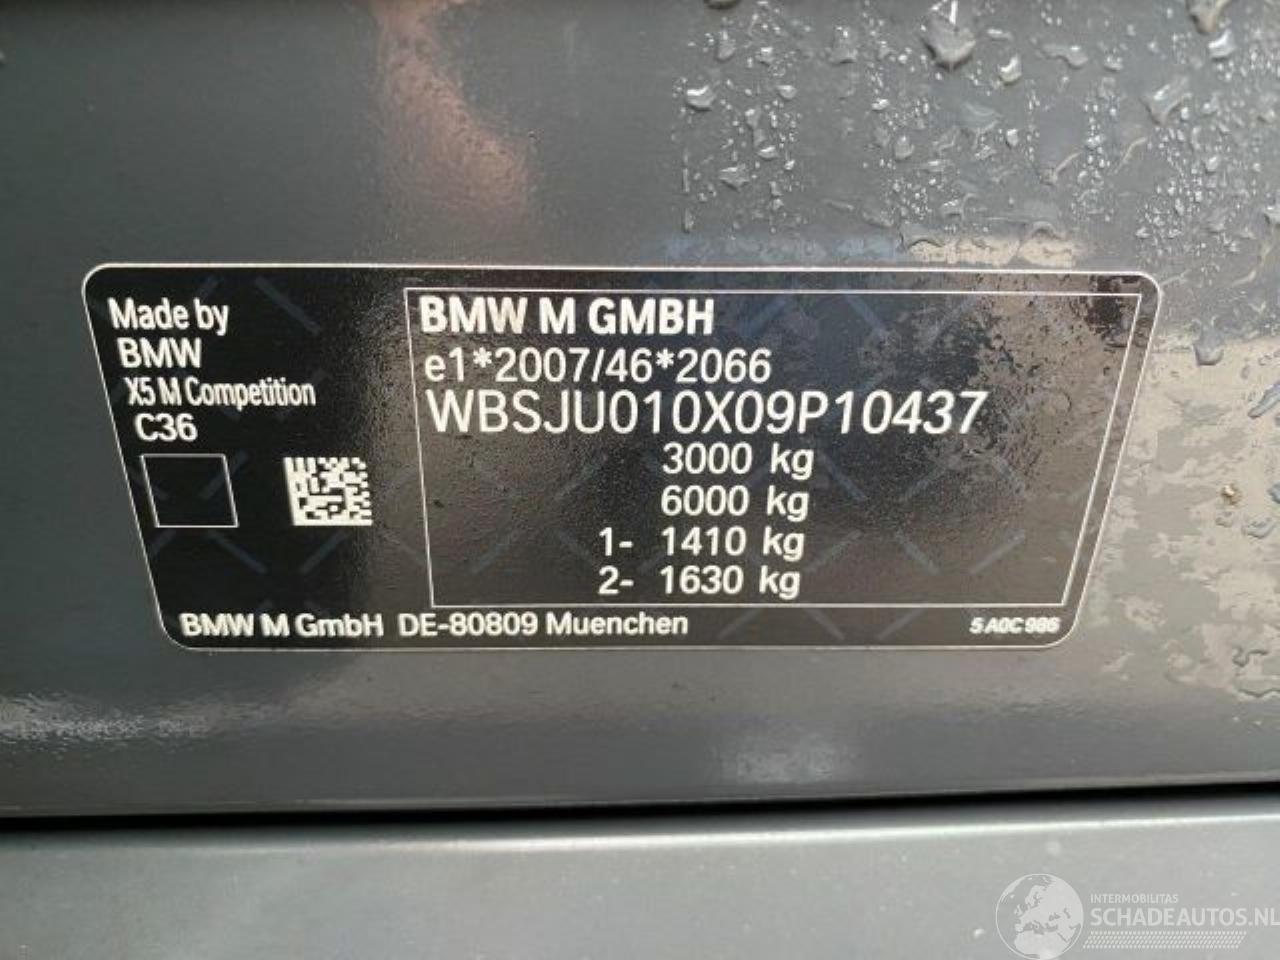 Made by
BMW
X5 M Competition
C36
BMW M GMBH
e1*2007/46*2066
WBSJU010X09P10437
3000 kg
6000 kg
1- 1410 kg
2- 1630 kg
BMW M GmbH DE-80809 Muenchen
5A0C986
INTERMOBILITAS
SCHADEAUTOS.NL